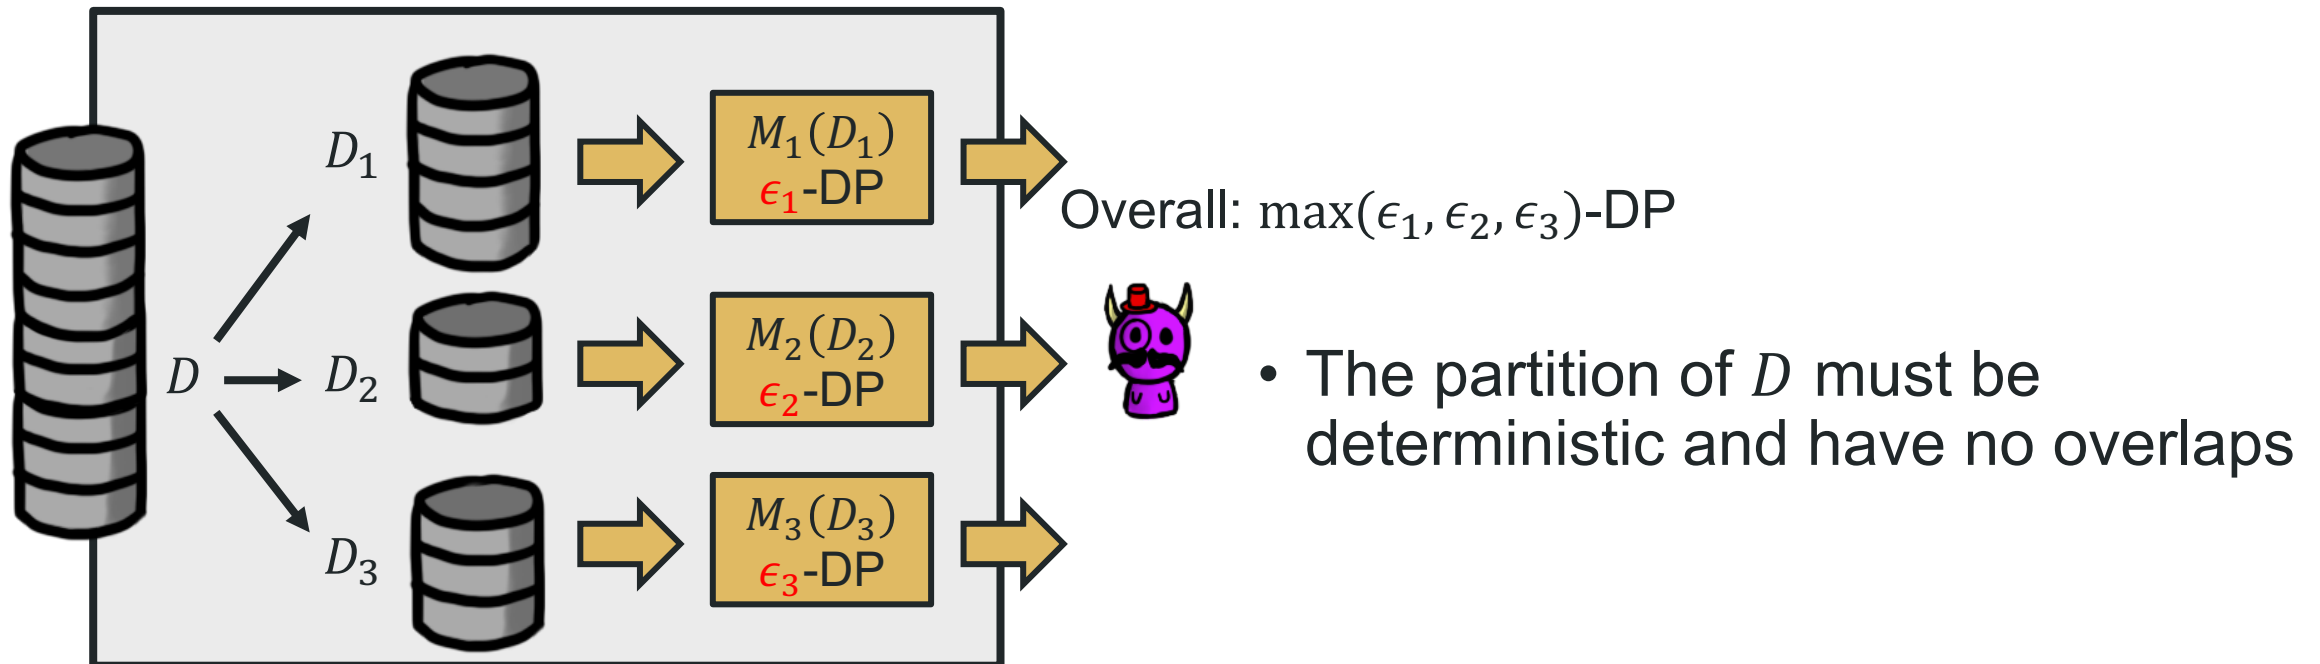 D
D₁
M₁(D₁)
ϵ₁-DP
D₂
M₂(D₂)
ϵ₂-DP
D₃
M₃(D₃)
ϵ₃-DP
Overall: max(ϵ₁, ϵ₂, ϵ₃)-DP
• The partition of D must be
deterministic and have no overlaps